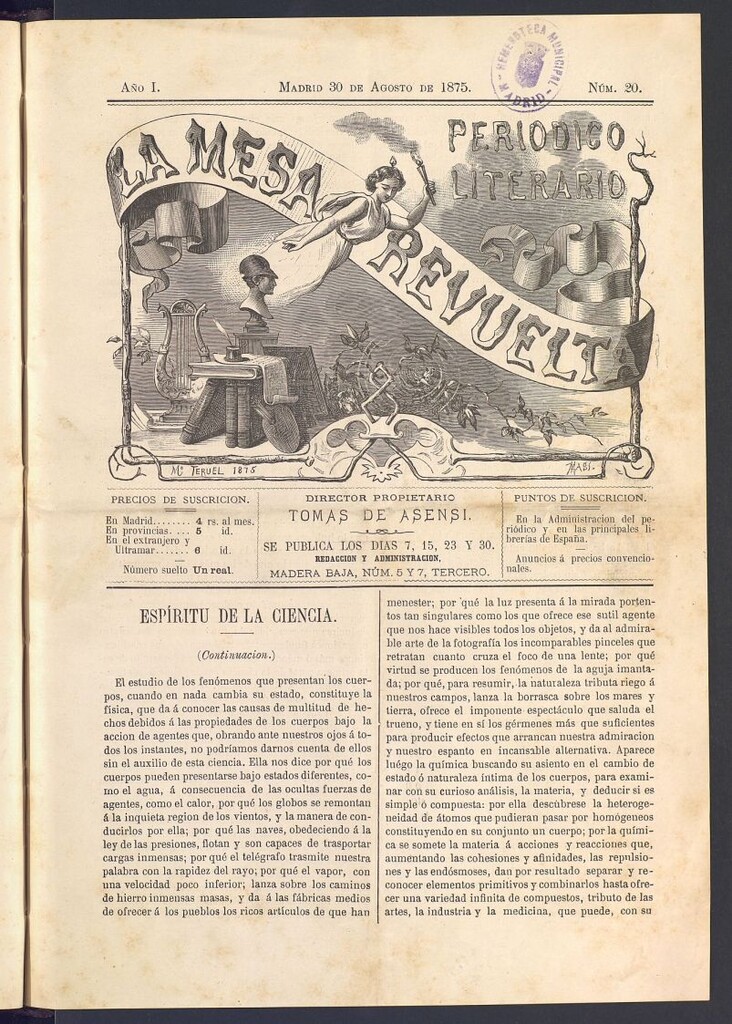 HEMEROTECA MUNICIPAL
MADRID
AÑO I.
MADRID 30 DE AGOSTO DE 1875.
NÚM. 20.
LA MESA REVUELTA
PERIODICO
LITERARIO
Mº TERUEL 1875
PRECIOS DE SUSCRICION.
En Madrid........ 4 rs. al mes.
En provincias. ... 5 id.
En el extranjero y
Ultramar....... 6 id.
Número suelto Un real.
DIRECTOR PROPIETARIO
TOMAS DE ASENSI.
SE PUBLICA LOS DIAS 7, 15, 23 Y 30.
REDACCION Y ADMINISTRACION,
MADERA BAJA, NÚM. 5 Y 7, TERCERO.
PUNTOS DE SUSCRICION.
En la Administracion del pe-
riódico y en las principales li-
brerías de España.
Anuncios á precios convencio-
nales.
ESPÍRITU DE LA CIENCIA.
(Continuacion.)
El estudio de los fenómenos que presentan los cuer-
pos, cuando en nada cambia su estado, constituye la
física, que dá á conocer las causas de multitud de he-
chos debidos á las propiedades de los cuerpos bajo la
accion de agentes que, obrando ante nuestros ojos á to-
dos los instantes, no podríamos darnos cuenta de ellos
sin el auxilio de esta ciencia. Ella nos dice por qué los
cuerpos pueden presentarse bajo estados diferentes, co-
mo el agua, á consecuencia de las ocultas fuerzas de
agentes, como el calor, por qué los globos se remontan
á la inquieta region de los vientos, y la manera de con-
ducirlos por ella; por qué las naves, obedeciendo á la
ley de las presiones, flotan y son capaces de trasportar
cargas inmensas; por qué el telégrafo trasmite nuestra
palabra con la rapidez del rayo; por qué el vapor, con
una velocidad poco inferior; lanza sobre los caminos
de hierro inmensas masas, y da á las fábricas medios
de ofrecer á los pueblos los ricos artículos de que han
menester; por qué la luz presenta á la mirada porten-
tos tan singulares como los que ofrece ese sutil agente
que nos hace visibles todos los objetos, y da al admira-
ble arte de la fotografía los incomparables pinceles que
retratan cuanto cruza el foco de una lente; por qué
virtud se producen los fenómenos de la aguja imanta-
da; por qué, para resumir, la naturaleza tributa riego á
nuestros campos, lanza la borrasca sobre los mares y
tierra, ofrece el imponente espectáculo que saluda el
trueno, y tiene en sí los gérmenes más que suficientes
para producir efectos que arrancan nuestra admiracion
y nuestro espanto en incansable alternativa. Aparece
luégo la química buscando su asiento en el cambio de
estado ó naturaleza íntima de los cuerpos, para exami-
nar con su curioso análisis, la materia, y deducir si es
simple ó compuesta: por ella descúbrese la heteroge-
neidad de átomos que pudieran pasar por homogéneos
constituyendo en su conjunto un cuerpo; por la quími-
ca se somete la materia á acciones y reacciones que,
aumentando las cohesiones y afinidades, las repulsio-
nes y las endósmoses, dan por resultado separar y re-
conocer elementos primitivos y combinarlos hasta ofre-
cer una variedad infinita de compuestos, tributo de las
artes, la industria y la medicina, que puede, con su